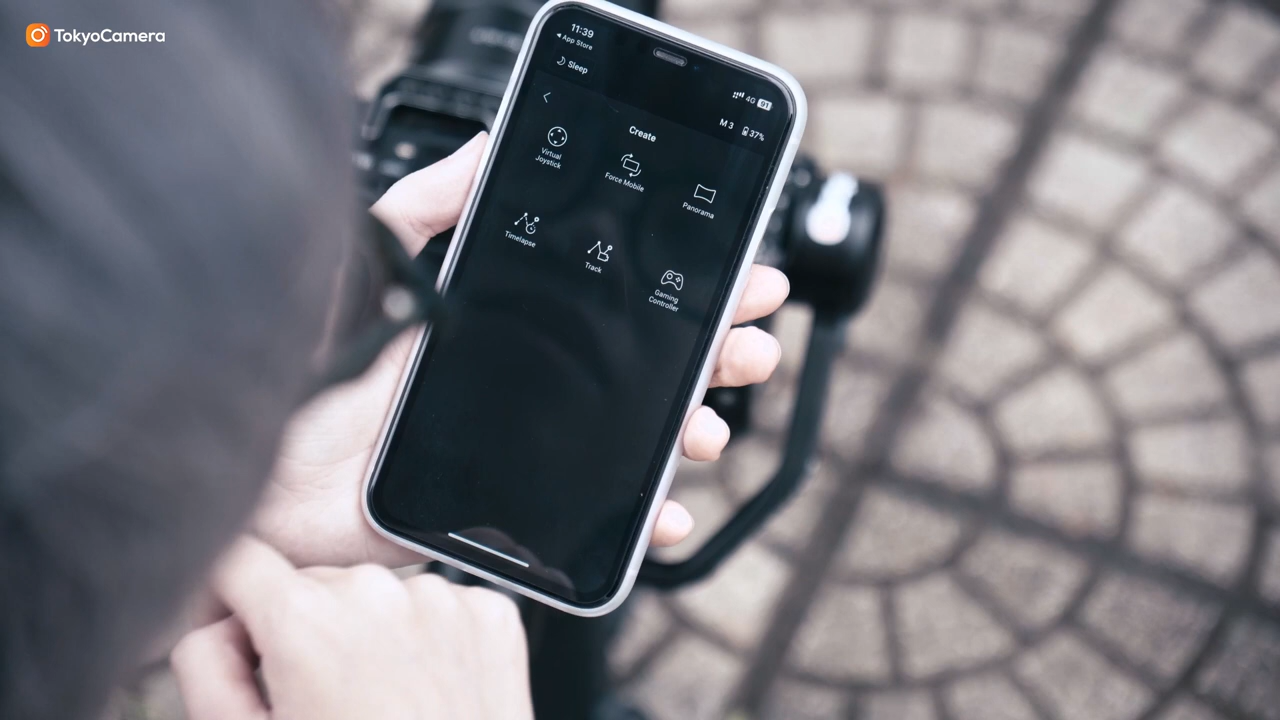 TokyoCamera
11:39
App Store
4G 91
Sleep
M 3 37%
Create
Virtual
Joystick
Force Mobile
Panorama
Timelapse
Track
Gaming
Controller